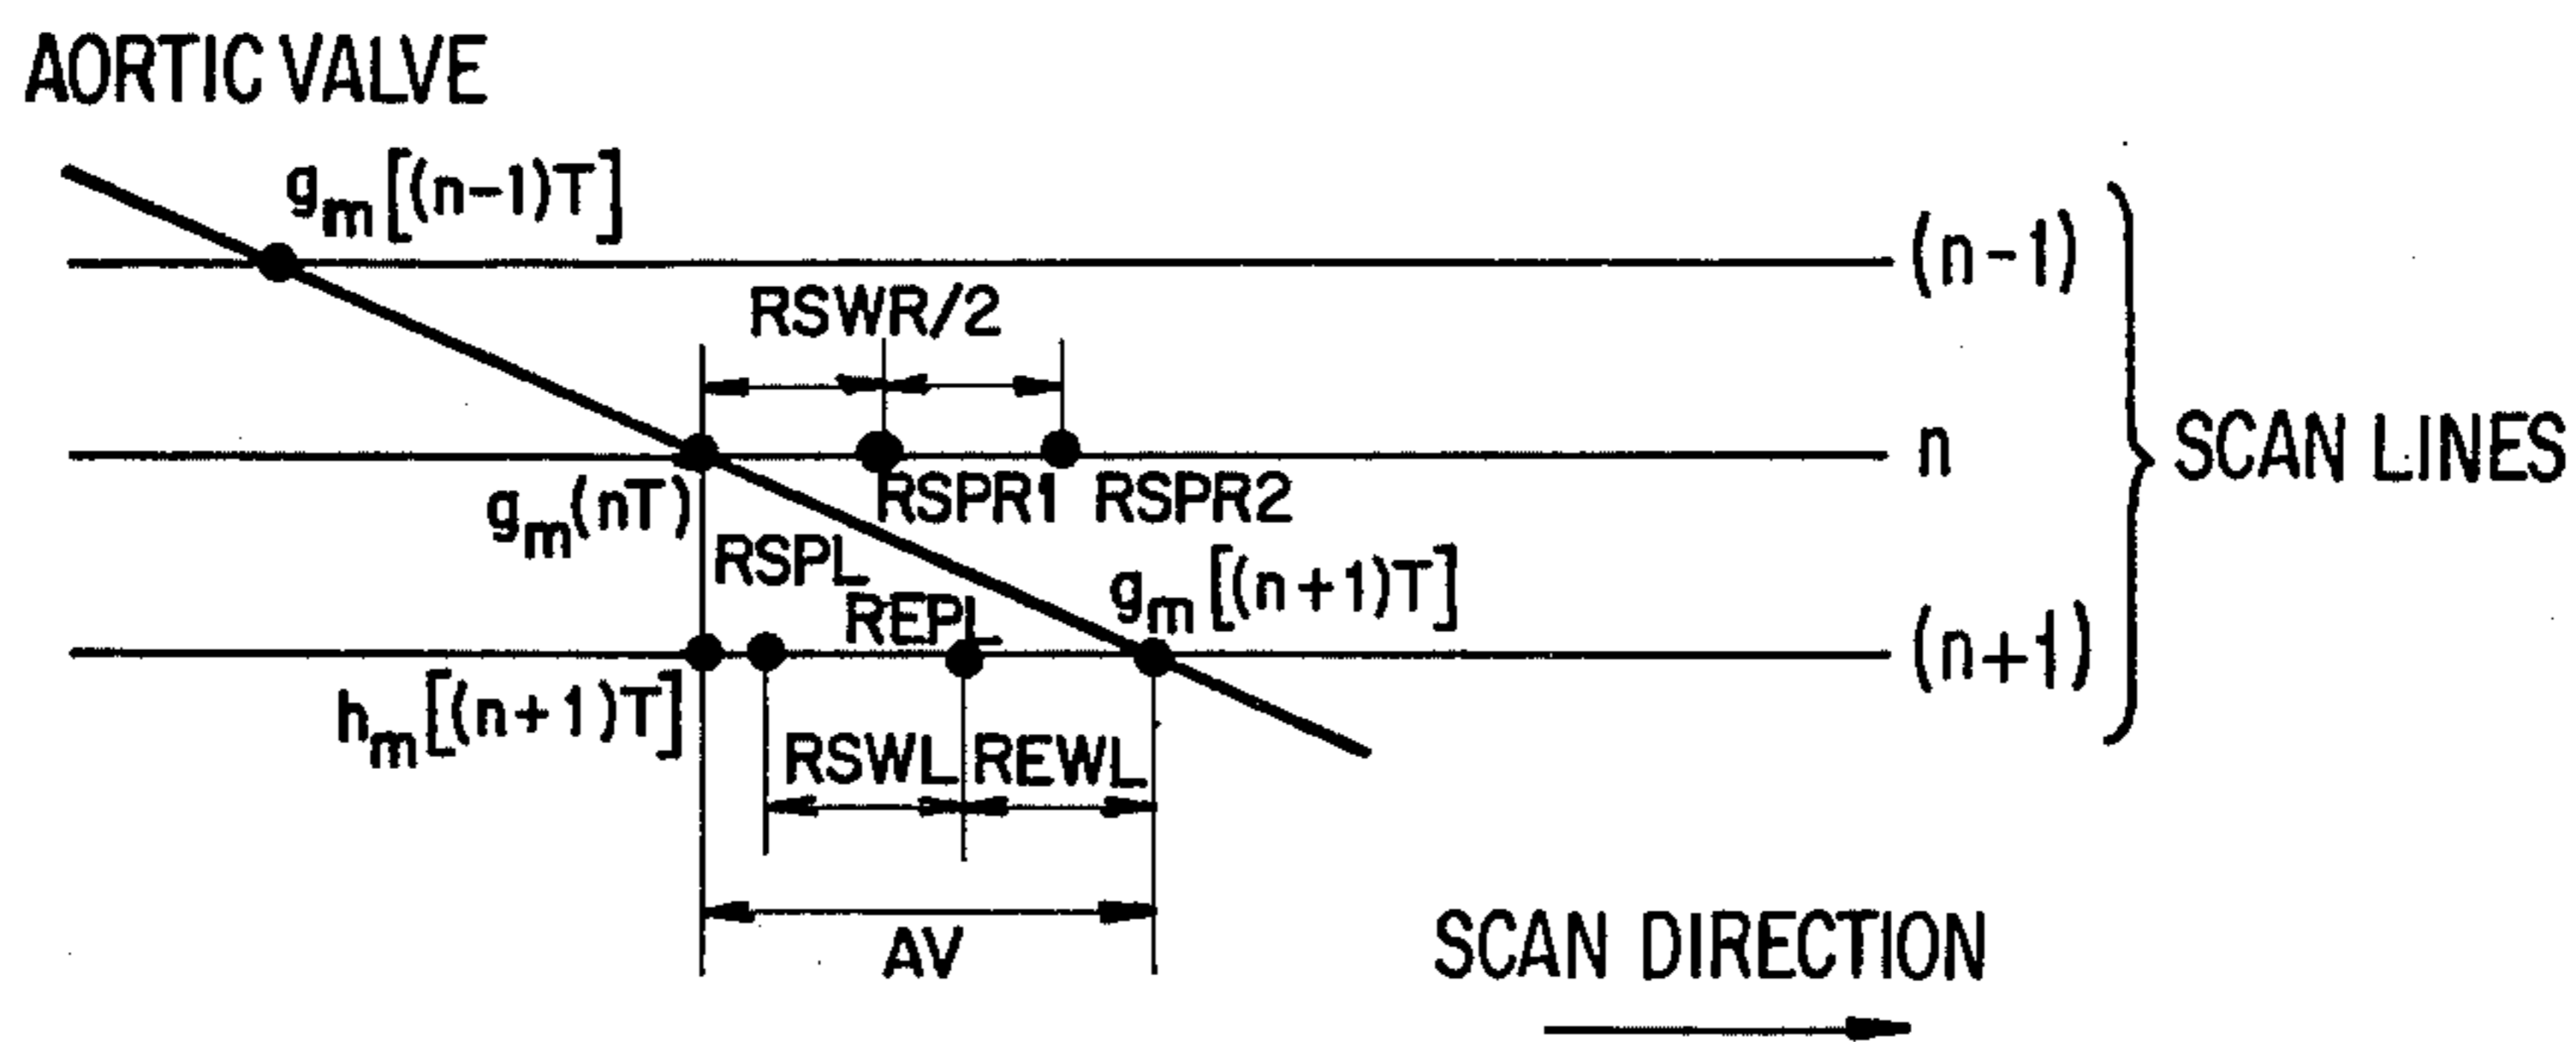 AORTIC VALVE
gm[(n-1)T]
(n-1)
RSWR/2
n
SCAN LINES
gm(nT)
RSPR1 RSPR2
RSPL
REPL
gm[(n+1)T]
(n+1)
hm[(n+1)T]
RSWL REWL
AV
SCAN DIRECTION